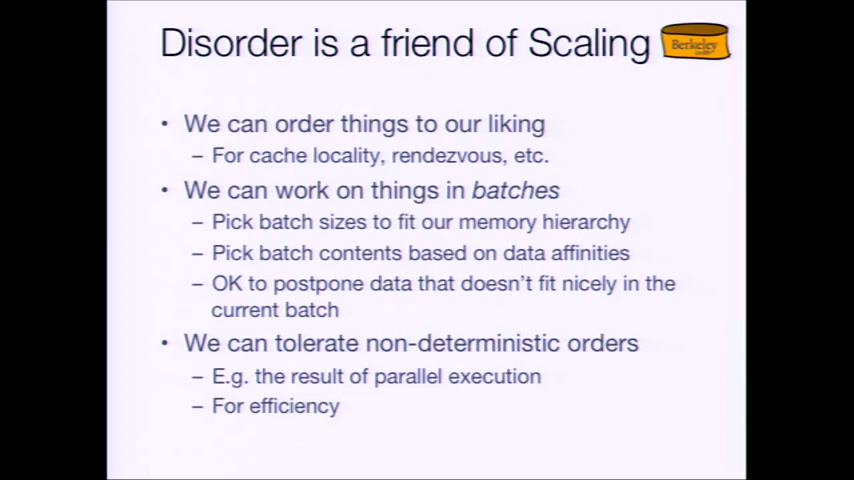 Disorder is a friend of Scaling
Berkeley
• We can order things to our liking
– For cache locality, rendezvous, etc.
• We can work on things in batches
– Pick batch sizes to fit our memory hierarchy
– Pick batch contents based on data affinities
– OK to postpone data that doesn't fit nicely in the
current batch
• We can tolerate non-deterministic orders
– E.g. the result of parallel execution
– For efficiency